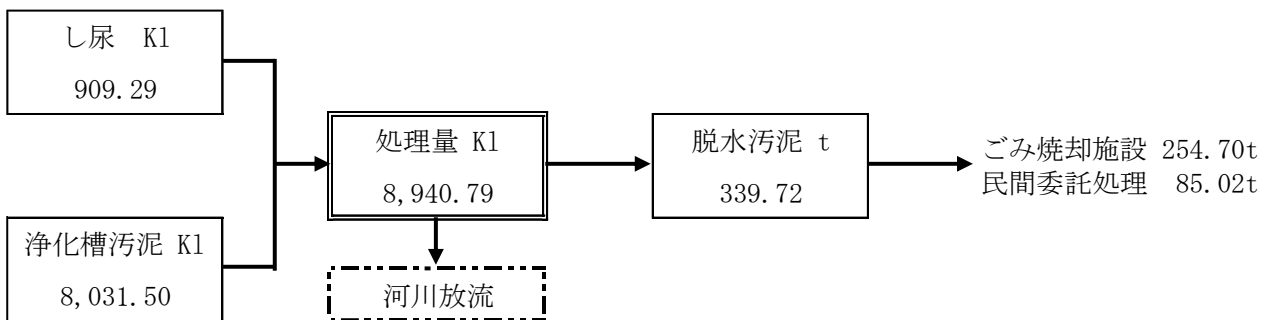 し尿　Kl
909.29
浄化槽汚泥 Kl
8,031.50
処理量 Kl
8,940.79
河川放流
脱水汚泥 t
339.72
ごみ焼却施設 254.70t
民間委託処理　85.02t